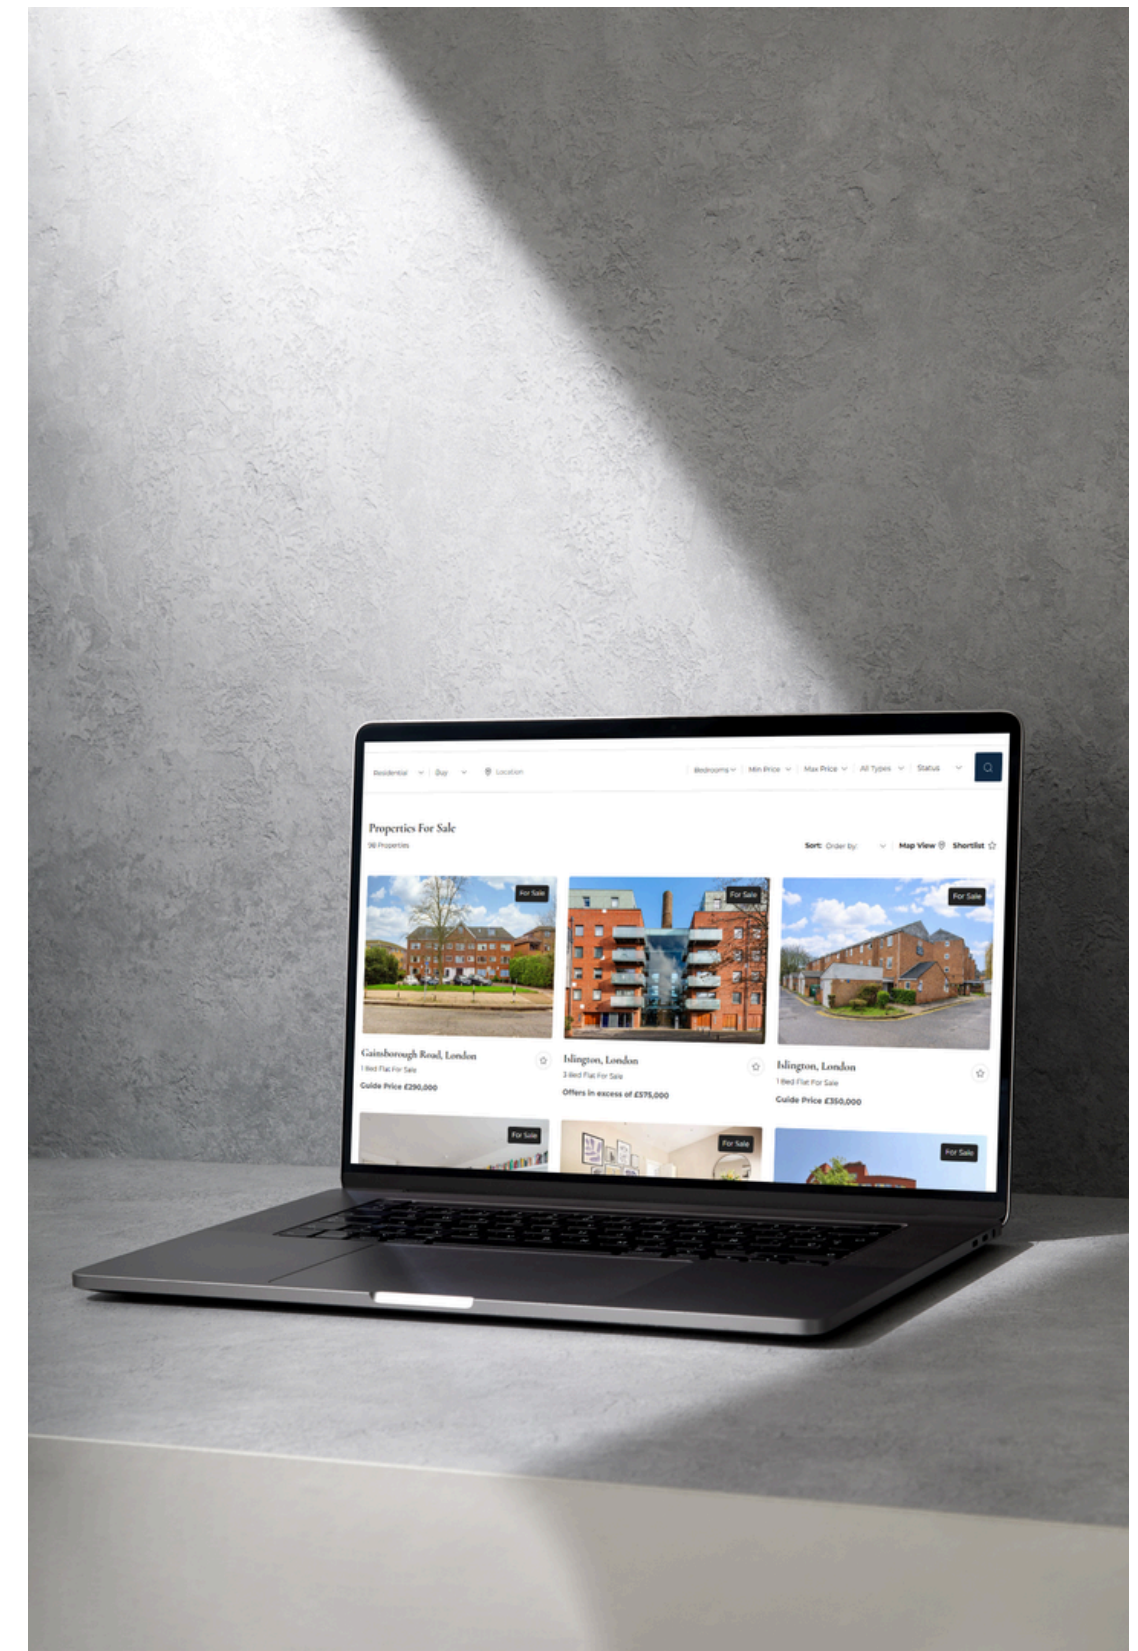 Residential Buy Location Bedrooms Min Price Max Price All Types Status
Properties For Sale
98 Properties
Sort: Order by: Map View Shortlist
For Sale For Sale For Sale
Gainsborough Road, London
1 Bed Flat For Sale
Guide Price £290,000
Islington, London
3 Bed Flat For Sale
Offers in excess of £575,000
Islington, London
1 Bed Flat For Sale
Guide Price £350,000
For Sale For Sale For Sale